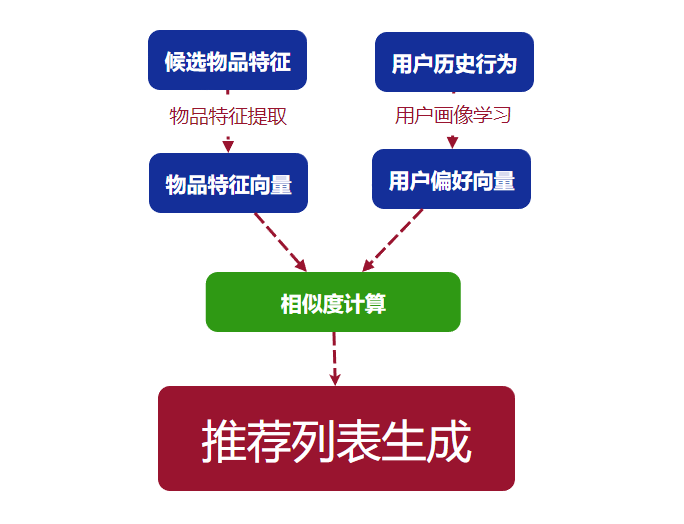 候选物品特征
用户历史行为
物品特征提取
用户画像学习
物品特征向量
用户偏好向量
相似度计算
推荐列表生成